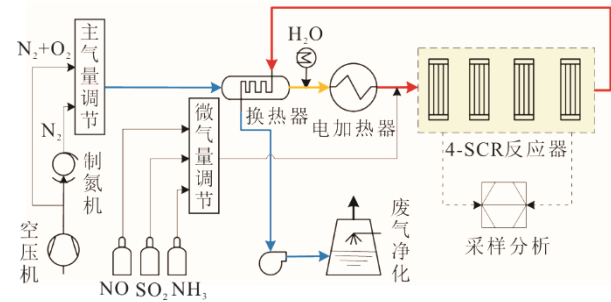 N₂+O₂
主气量调节
H₂O
换热器
电加热器
4-SCR反应器
N₂
微气量调节
制氮机
空压机
采样分析
废气净化
NO
SO₂
NH₃